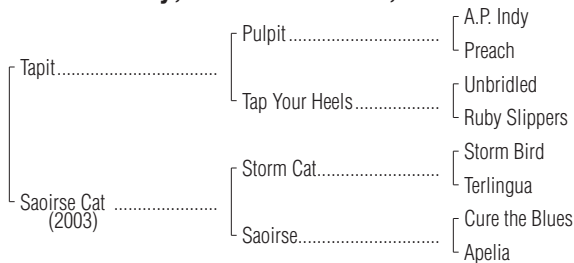 A.P. Indy
Pulpit
Preach
Tapit
Unbridled
Tap Your Heels
Ruby Slippers
Storm Bird
Storm Cat
Terlingua
Saoirse Cat
(2003)
Cure the Blues
Saoirse
Apelia